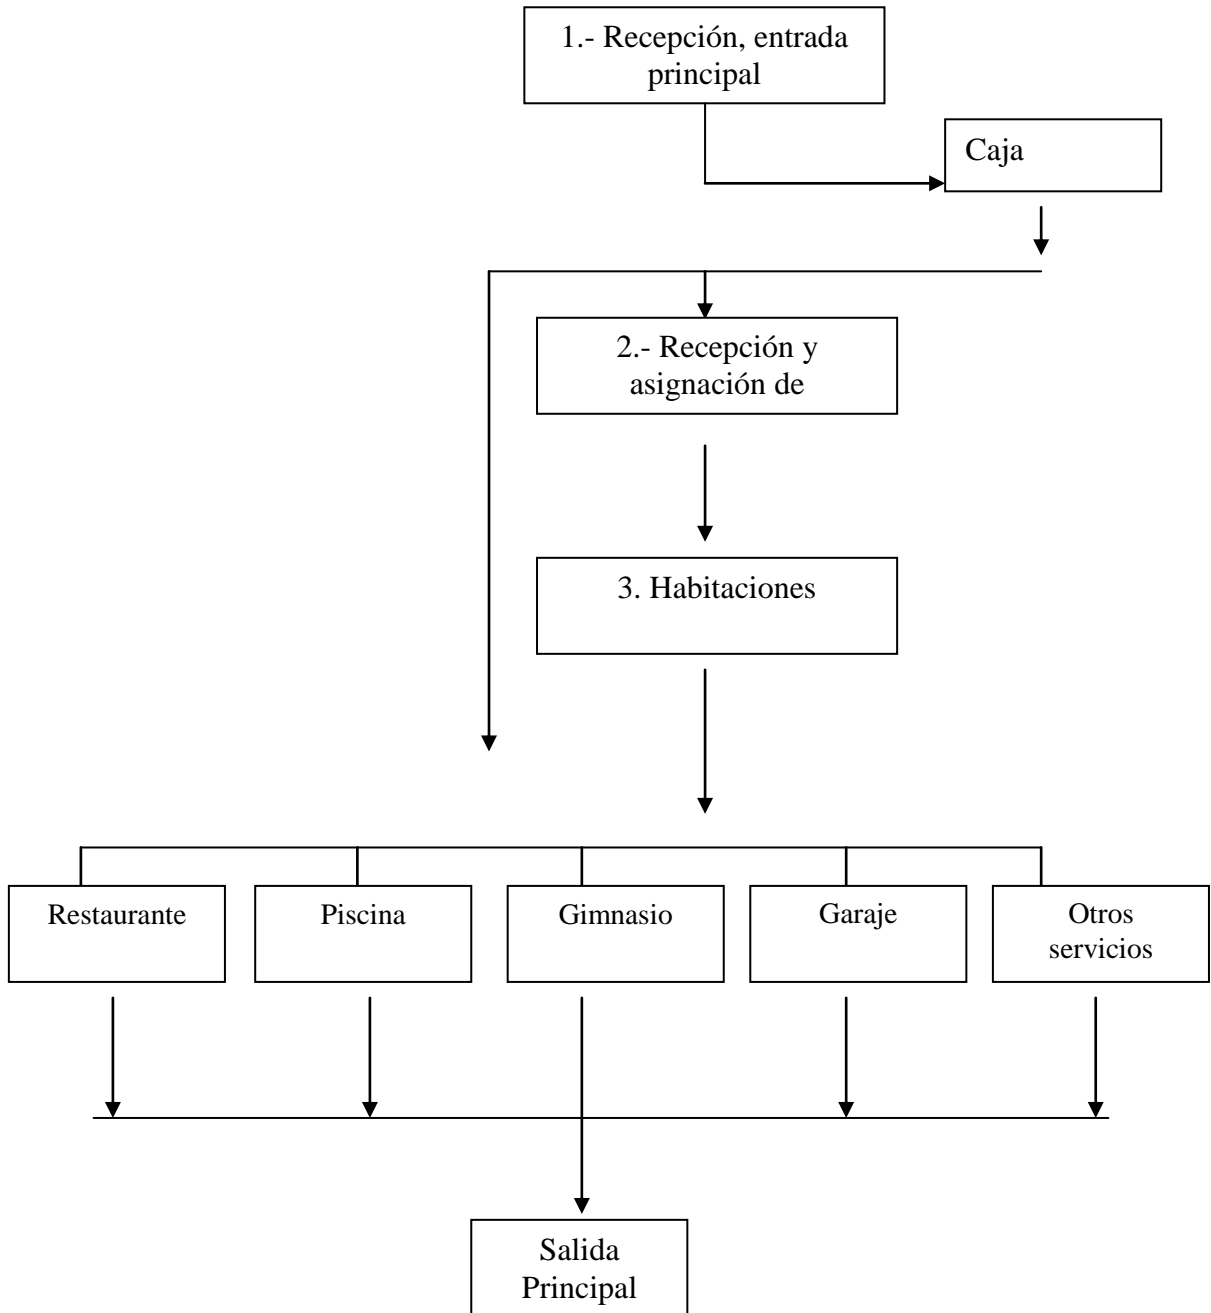 1.- Recepción, entrada
principal
Caja
2.- Recepción y
asignación de
3. Habitaciones
Restaurante
Piscina
Gimnasio
Garaje
Otros
servicios
Salida
Principal